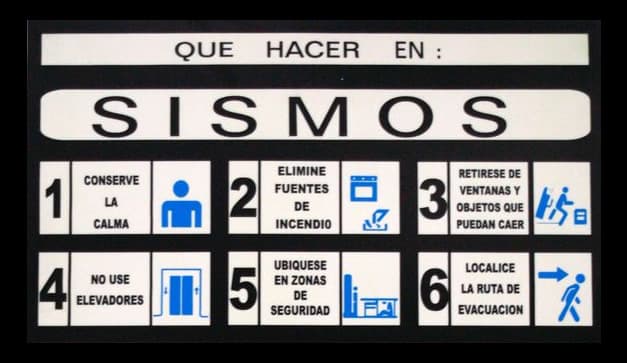 QUE HACER EN :
SISMOS
1
CONSERVE
LA
CALMA
2
ELIMINE
FUENTES
DE
INCENDIO
3
RETIRESE DE
VENTANAS Y
OBJETOS QUE
PUEDAN CAER
4
NO USE
ELEVADORES
5
UBIQUESE
EN ZONAS
DE
SEGURIDAD
6
LOCALICE
LA RUTA DE
EVACUACION